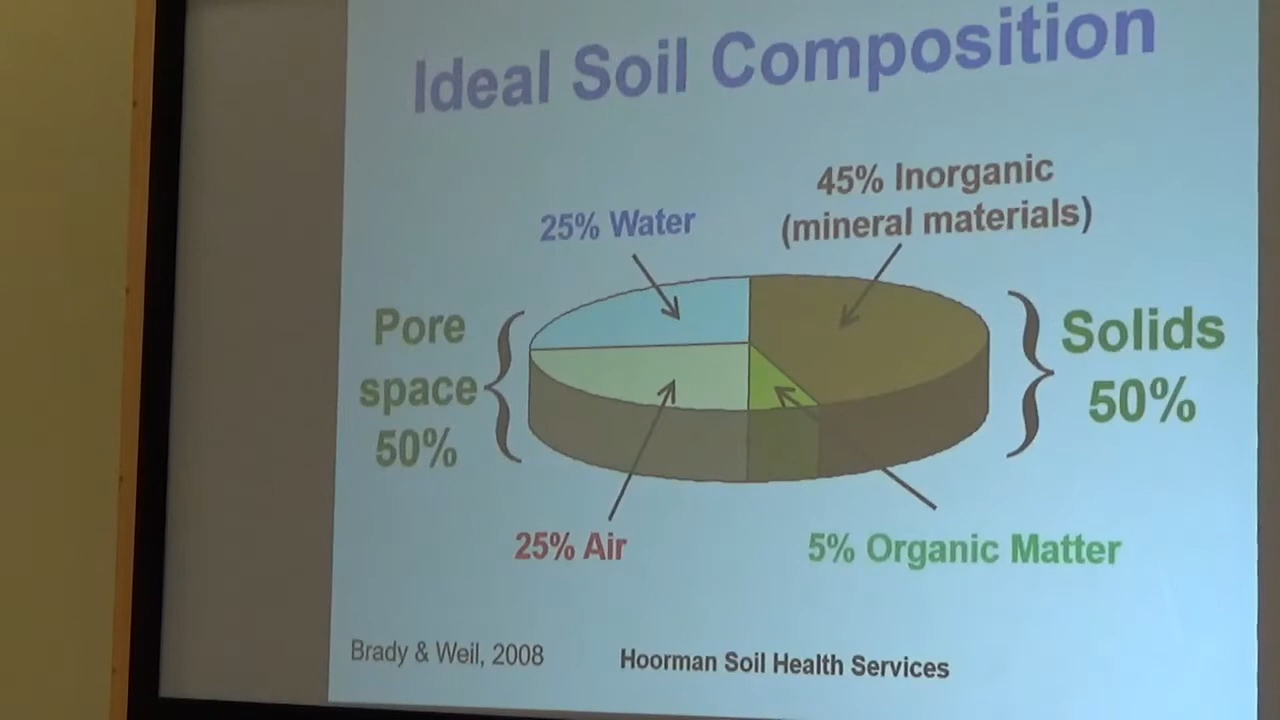 Ideal Soil Composition
45% Inorganic
(mineral materials)
25% Water
Pore
space
50%
Solids
50%
25% Air
5% Organic Matter
Brady & Weil, 2008
Hoorman Soil Health Services